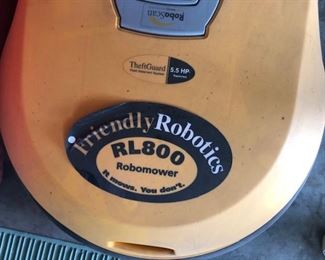 RoboScan
TheftGuard
5.5 HP
Friendly Robotics
RL800
Robomower
It mows. You don't.